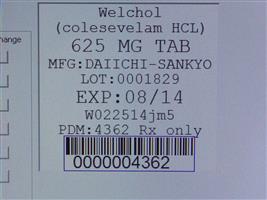 Welchol
(colesevelam HCL)
625 MG TAB
MFG:DAIICHI-SANKYO
LOT:0001829
EXP:08/14
W022514jm5
PDM:4362 Rx only
0000004362
hange